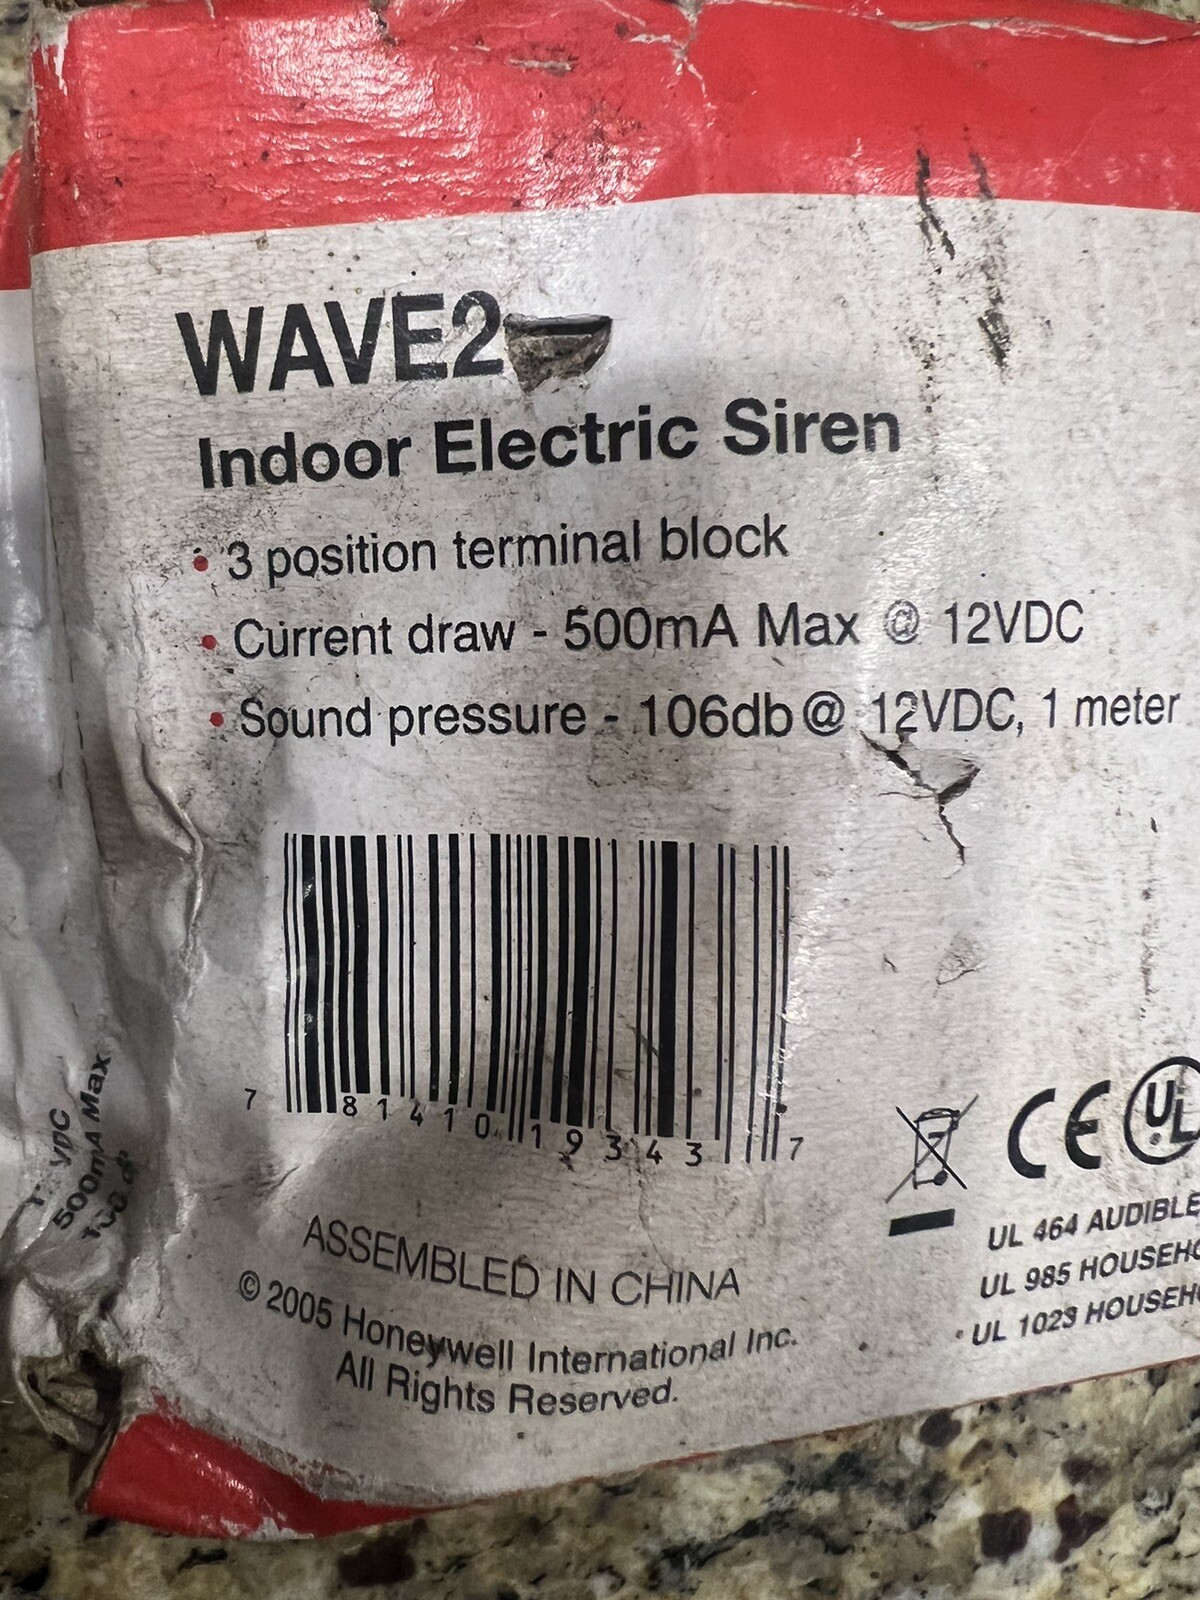 WAVE2
Indoor Electric Siren
• 3 position terminal block
• Current draw - 500mA Max @ 12VDC
• Sound pressure - 106db @ 12VDC, 1 meter
7 81410 19343 7
VDC
500mA Max
ASSEMBLED IN CHINA
© 2005 Honeywell International Inc.
All Rights Reserved.
CE UL
UL 464 AUDIBLE
UL 985
UL 1023